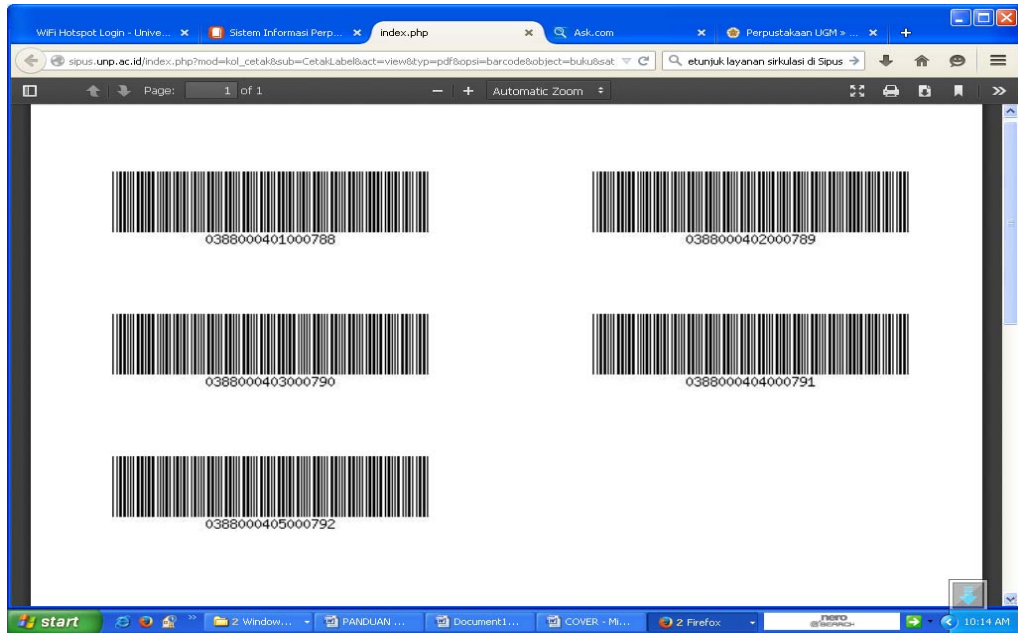 WiFi Hotspot Login - Unive...
Sistem Informasi Perp...
index.php
Ask.com
Perpustakaan UGM » ...
sipus.unp.ac.id/index.php?mod=kol_cetak&sub=CetakLabel&act=view&typ=pdf&opsi=barcode&object=buku&sat
etunjuk layanan sirkulasi di Sipus
Page: 1 of 1
Automatic Zoom
0388000401000788
0388000402000789
0388000403000790
0388000404000791
0388000405000792
start
2 Window...
PANDUAN ...
Document1...
COVER - Mi...
2 Firefox
nero
SEARCH
10:14 AM